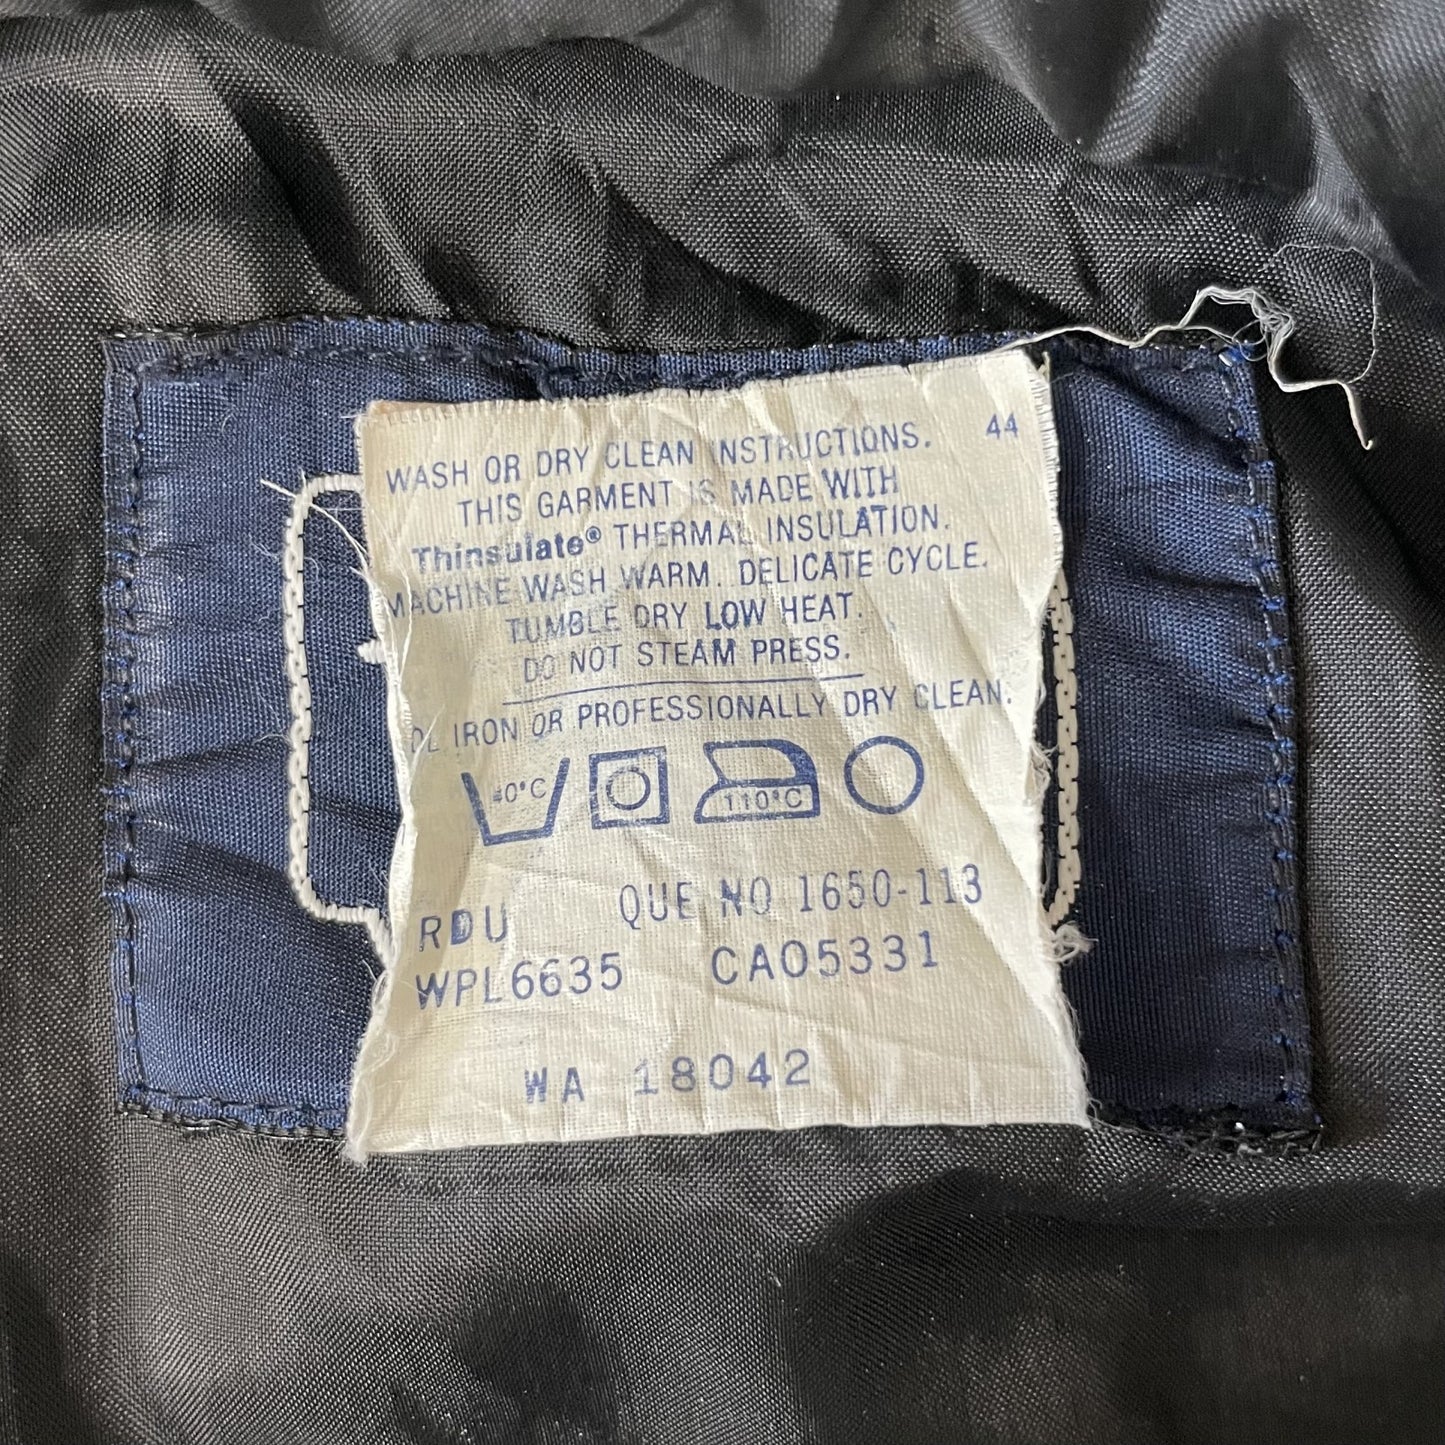 WASH OR DRY CLEAN INSTRUCTIONS. 44
THIS GARMENT IS MADE WITH
Thinsulate® THERMAL INSULATION.
MACHINE WASH WARM. DELICATE CYCLE.
TUMBLE DRY LOW HEAT.
DO NOT STEAM PRESS.
IRON OR PROFESSIONALLY DRY CLEAN.
40°C 110°C
RDU QUE NO 1650-113
WPL6635 CA05331
WA 18042